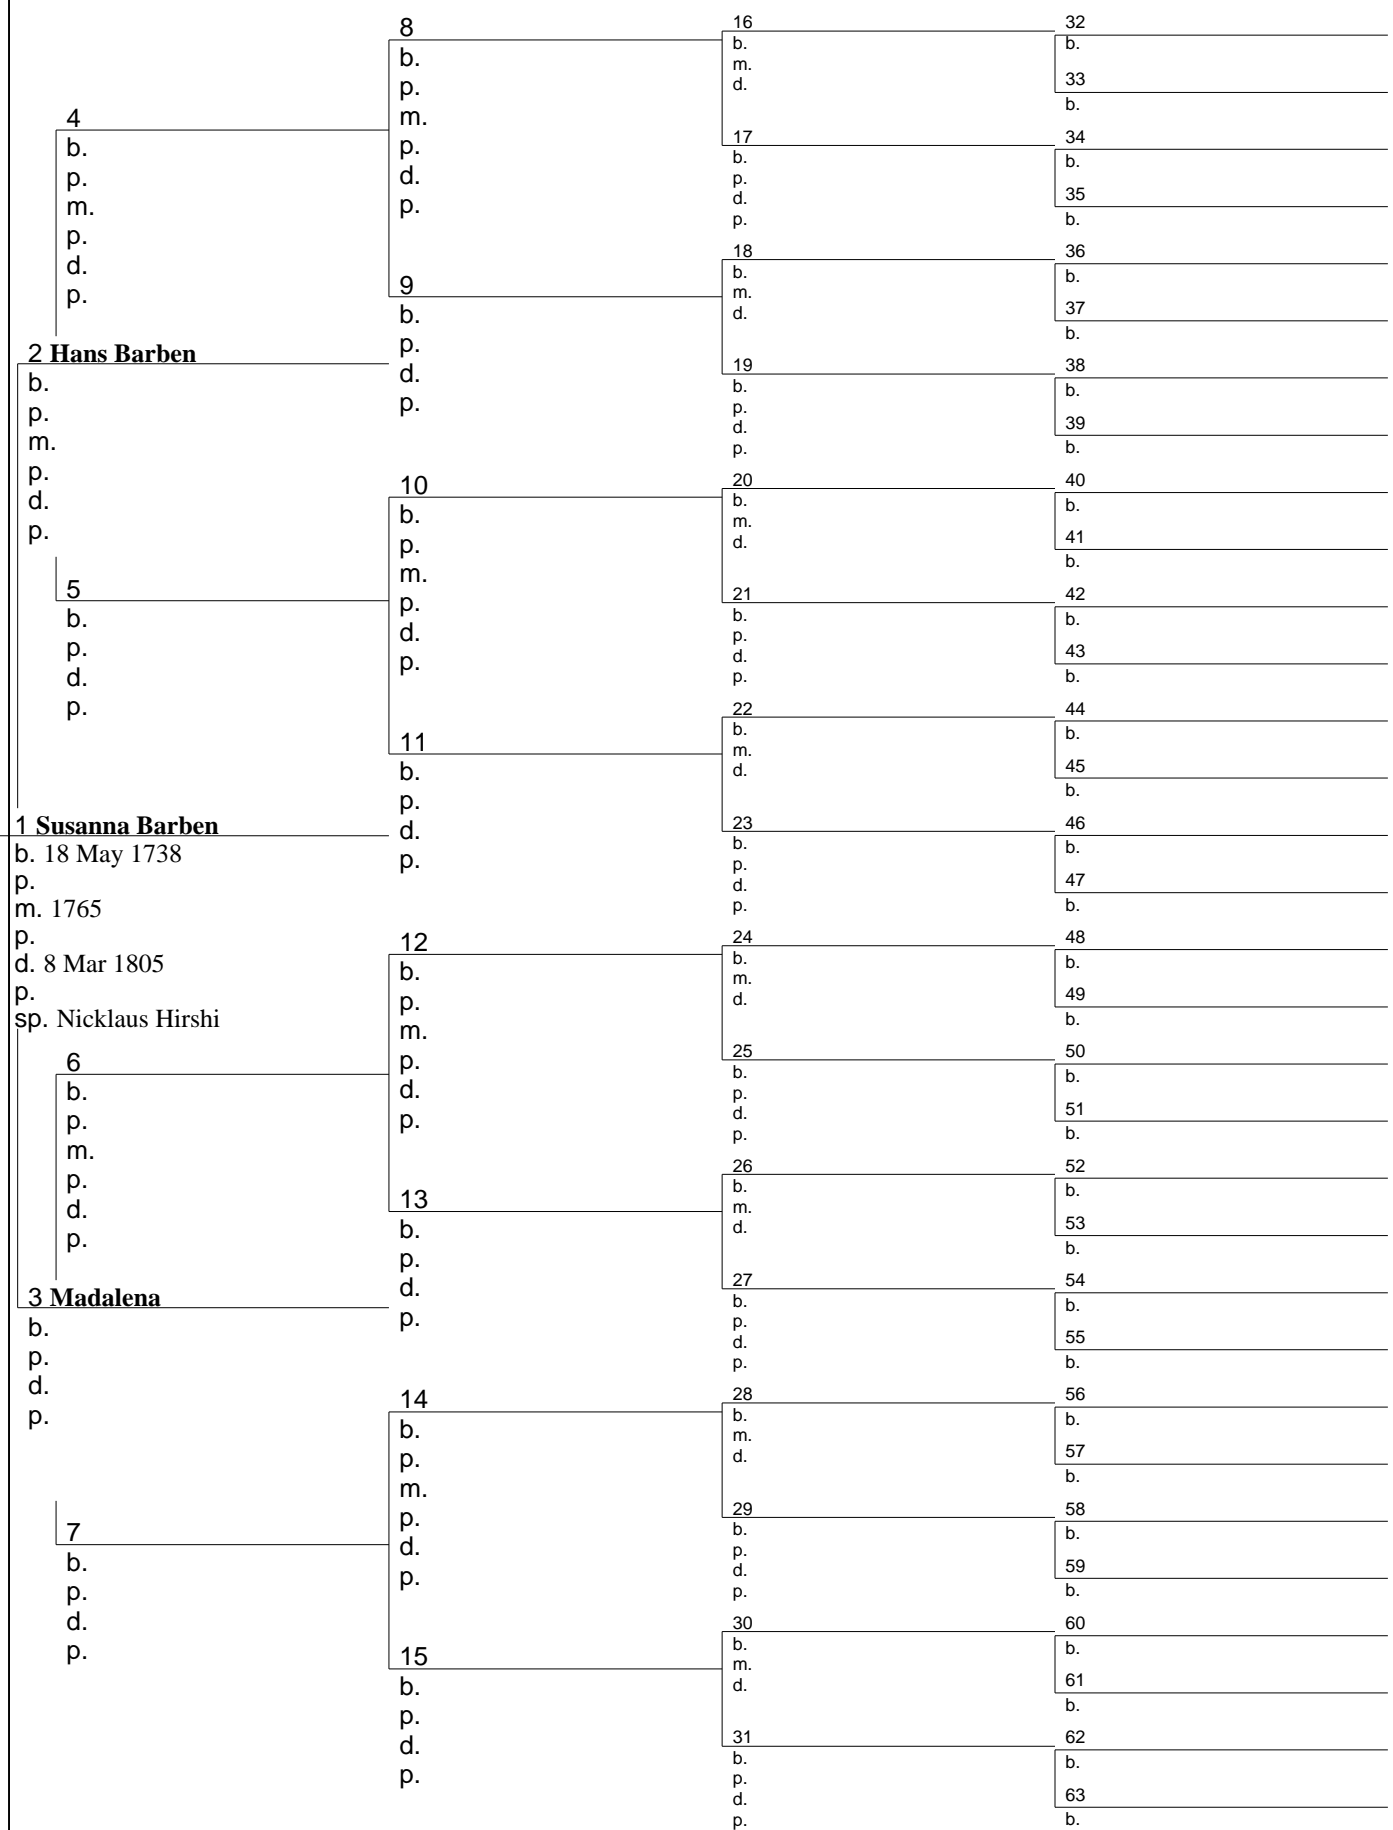 4
b.
p.
m.
p.
d.
p.
2 Hans Barben
b.
p.
m.
p.
d.
p.
5
b.
p.
d.
p.
1 Susanna Barben
b. 18 May 1738
p.
m. 1765
p.
d. 8 Mar 1805
p.
sp. Nicklaus Hirshi
6
b.
p.
m.
p.
d.
p.
3 Madalena
b.
p.
d.
p.
7
b.
p.
d.
p.
8
b.
p.
m.
p.
d.
p.
9
b.
p.
d.
p.
10
b.
p.
m.
p.
d.
p.
11
b.
p.
d.
p.
12
b.
p.
m.
p.
d.
p.
13
b.
p.
d.
p.
14
b.
p.
m.
p.
d.
p.
15
b.
p.
d.
p.
16
b.
m.
d.
17
b.
p.
d.
p.
18
b.
m.
d.
19
b.
p.
d.
p.
20
b.
m.
d.
21
b.
p.
d.
p.
22
b.
m.
d.
23
b.
p.
d.
p.
24
b.
m.
d.
25
b.
p.
d.
p.
26
b.
m.
d.
27
b.
p.
d.
p.
28
b.
m.
d.
29
b.
p.
d.
p.
30
b.
m.
d.
31
b.
p.
d.
p.
32
b.
33
b.
34
b.
35
b.
36
b.
37
b.
38
b.
39
b.
40
b.
41
b.
42
b.
43
b.
44
b.
45
b.
46
b.
47
b.
48
b.
49
b.
50
b.
51
b.
52
b.
53
b.
54
b.
55
b.
56
b.
57
b.
58
b.
59
b.
60
b.
61
b.
62
b.
63
b.